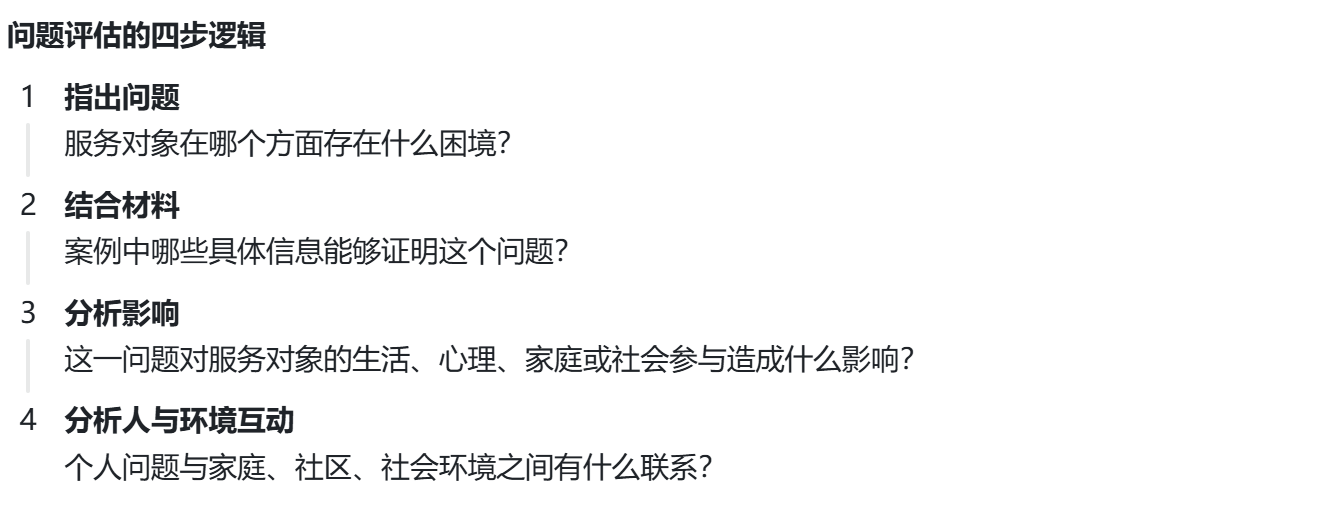 问题评估的四步逻辑
1 指出问题
服务对象在哪个方面存在什么困境？
2 结合材料
案例中哪些具体信息能够证明这个问题？
3 分析影响
这一问题对服务对象的生活、心理、家庭或社会参与造成什么影响？
4 分析人与环境互动
个人问题与家庭、社区、社会环境之间有什么联系？